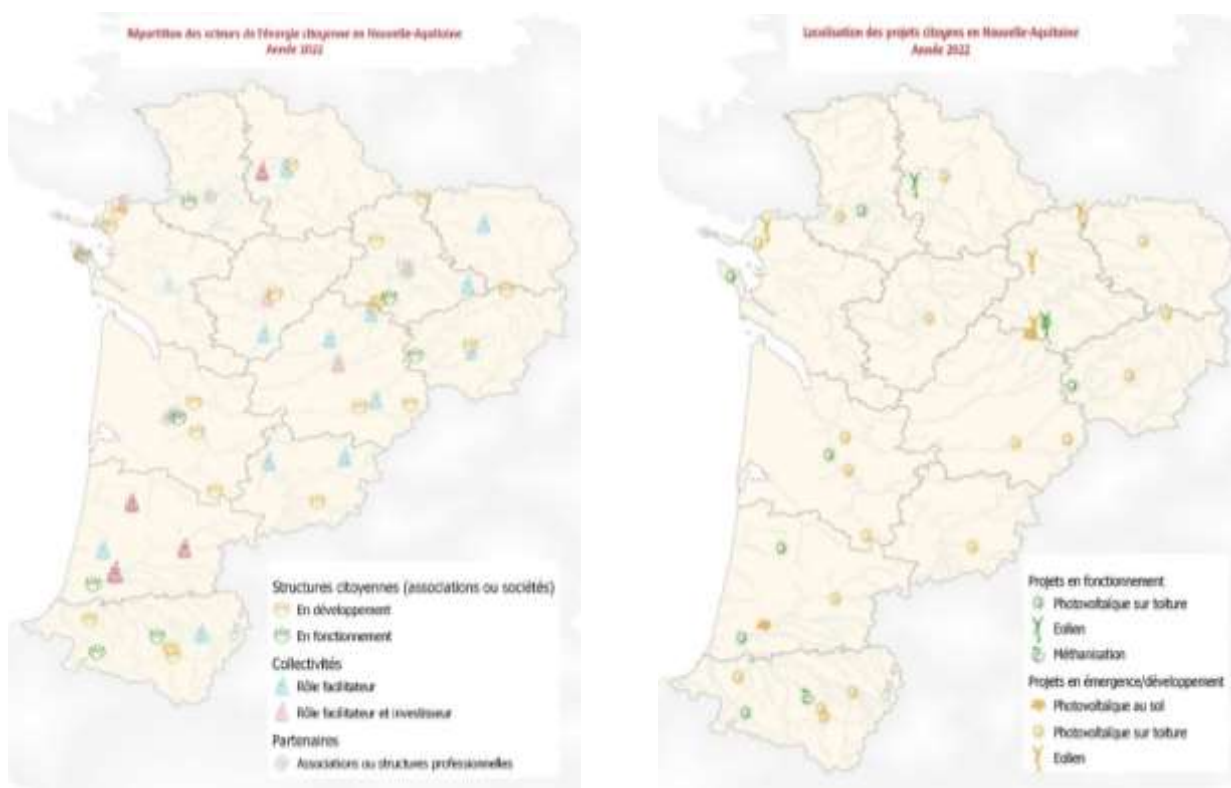 Répartition des acteurs de l'énergie citoyenne en Nouvelle-Aquitaine
Année 2022
Structures citoyennes (associations ou sociétés)
En développement
En fonctionnement
Collectivités
Rôle facilitateur
Rôle facilitateur et investisseur
Partenaires
Associations ou structures professionnelles
Localisation des projets citoyens en Nouvelle-Aquitaine
Année 2022
Projets en fonctionnement
Photovoltaïque sur toiture
Eolien
Méthanisation
Projets en émergence/développement
Photovoltaïque au sol
Photovoltaïque sur toiture
Eolien